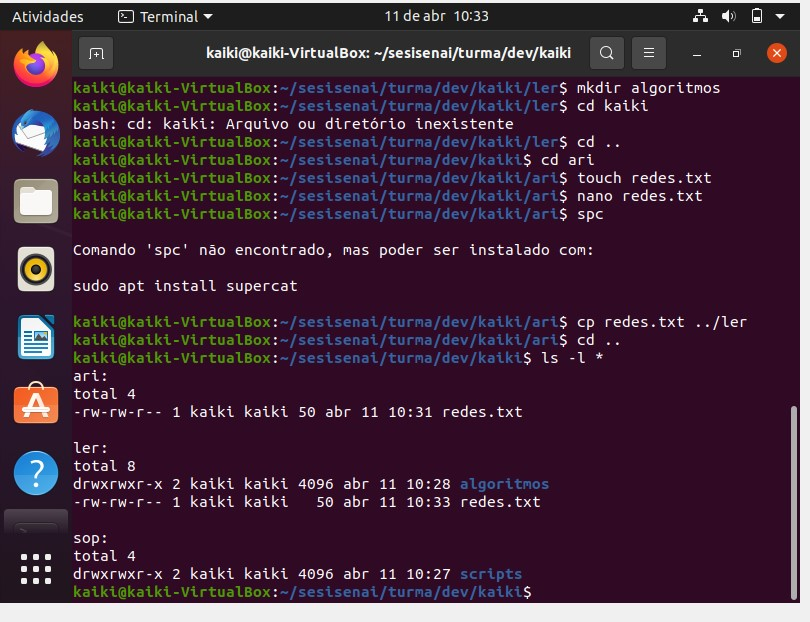 Atividades
Terminal
11 de abr 10:33
kaiki@kaiki-VirtualBox: ~/sesisenai/turma/dev/kaiki
kaiki@kaiki-VirtualBox:~/sesisenai/turma/dev/kaiki/ler$ mkdir algoritmos
kaiki@kaiki-VirtualBox:~/sesisenai/turma/dev/kaiki/ler$ cd kaiki
bash: cd: kaiki: Arquivo ou diretório inexistente
kaiki@kaiki-VirtualBox:~/sesisenai/turma/dev/kaiki/ler$ cd ..
kaiki@kaiki-VirtualBox:~/sesisenai/turma/dev/kaiki$ cd ari
kaiki@kaiki-VirtualBox:~/sesisenai/turma/dev/kaiki/ari$ touch redes.txt
kaiki@kaiki-VirtualBox:~/sesisenai/turma/dev/kaiki/ari$ nano redes.txt
kaiki@kaiki-VirtualBox:~/sesisenai/turma/dev/kaiki/ari$ spc
Comando 'spc' não encontrado, mas poder ser instalado com:
sudo apt install supercat
kaiki@kaiki-VirtualBox:~/sesisenai/turma/dev/kaiki/ari$ cp redes.txt ../ler
kaiki@kaiki-VirtualBox:~/sesisenai/turma/dev/kaiki/ari$ cd ..
kaiki@kaiki-VirtualBox:~/sesisenai/turma/dev/kaiki$ ls -l *
ari:
total 4
-rw-rw-r-- 1 kaiki kaiki 50 abr 11 10:31 redes.txt
ler:
total 8
drwxrwxr-x 2 kaiki kaiki 4096 abr 11 10:28 algoritmos
-rw-rw-r-- 1 kaiki kaiki   50 abr 11 10:33 redes.txt
sop:
total 4
drwxrwxr-x 2 kaiki kaiki 4096 abr 11 10:27 scripts
kaiki@kaiki-VirtualBox:~/sesisenai/turma/dev/kaiki$